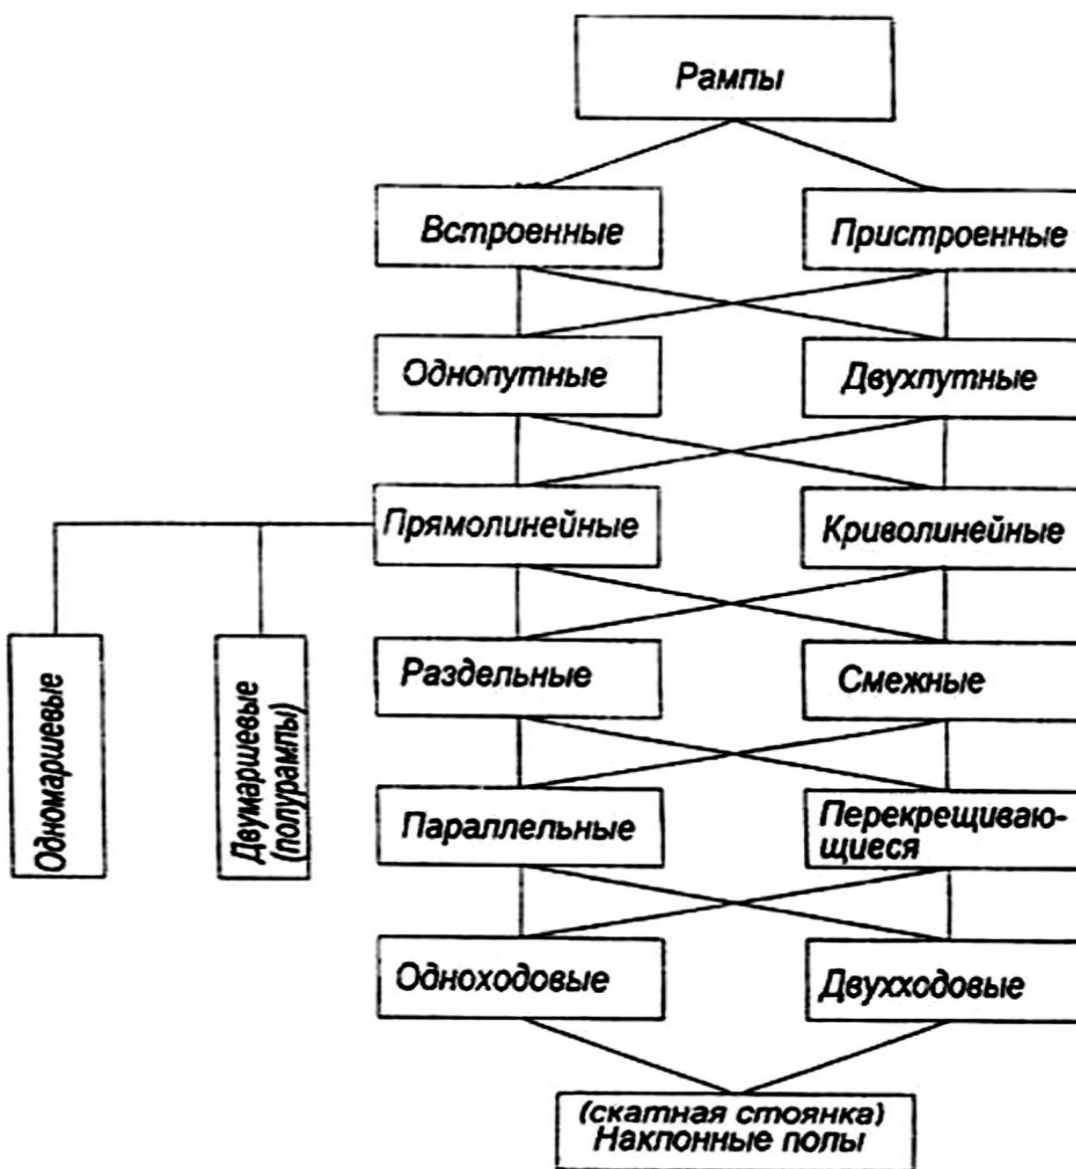 Рампы
Встроенные
Пристроенные
Однопутные
Двухпутные
Прямолинейные
Криволинейные
Одномаршевые
Двумаршевые
(полурампы)
Раздельные
Смежные
Параллельные
Перекрещиваю-
щиеся
Одноходовые
Двухходовые
(скатная стоянка)
Наклонные полы